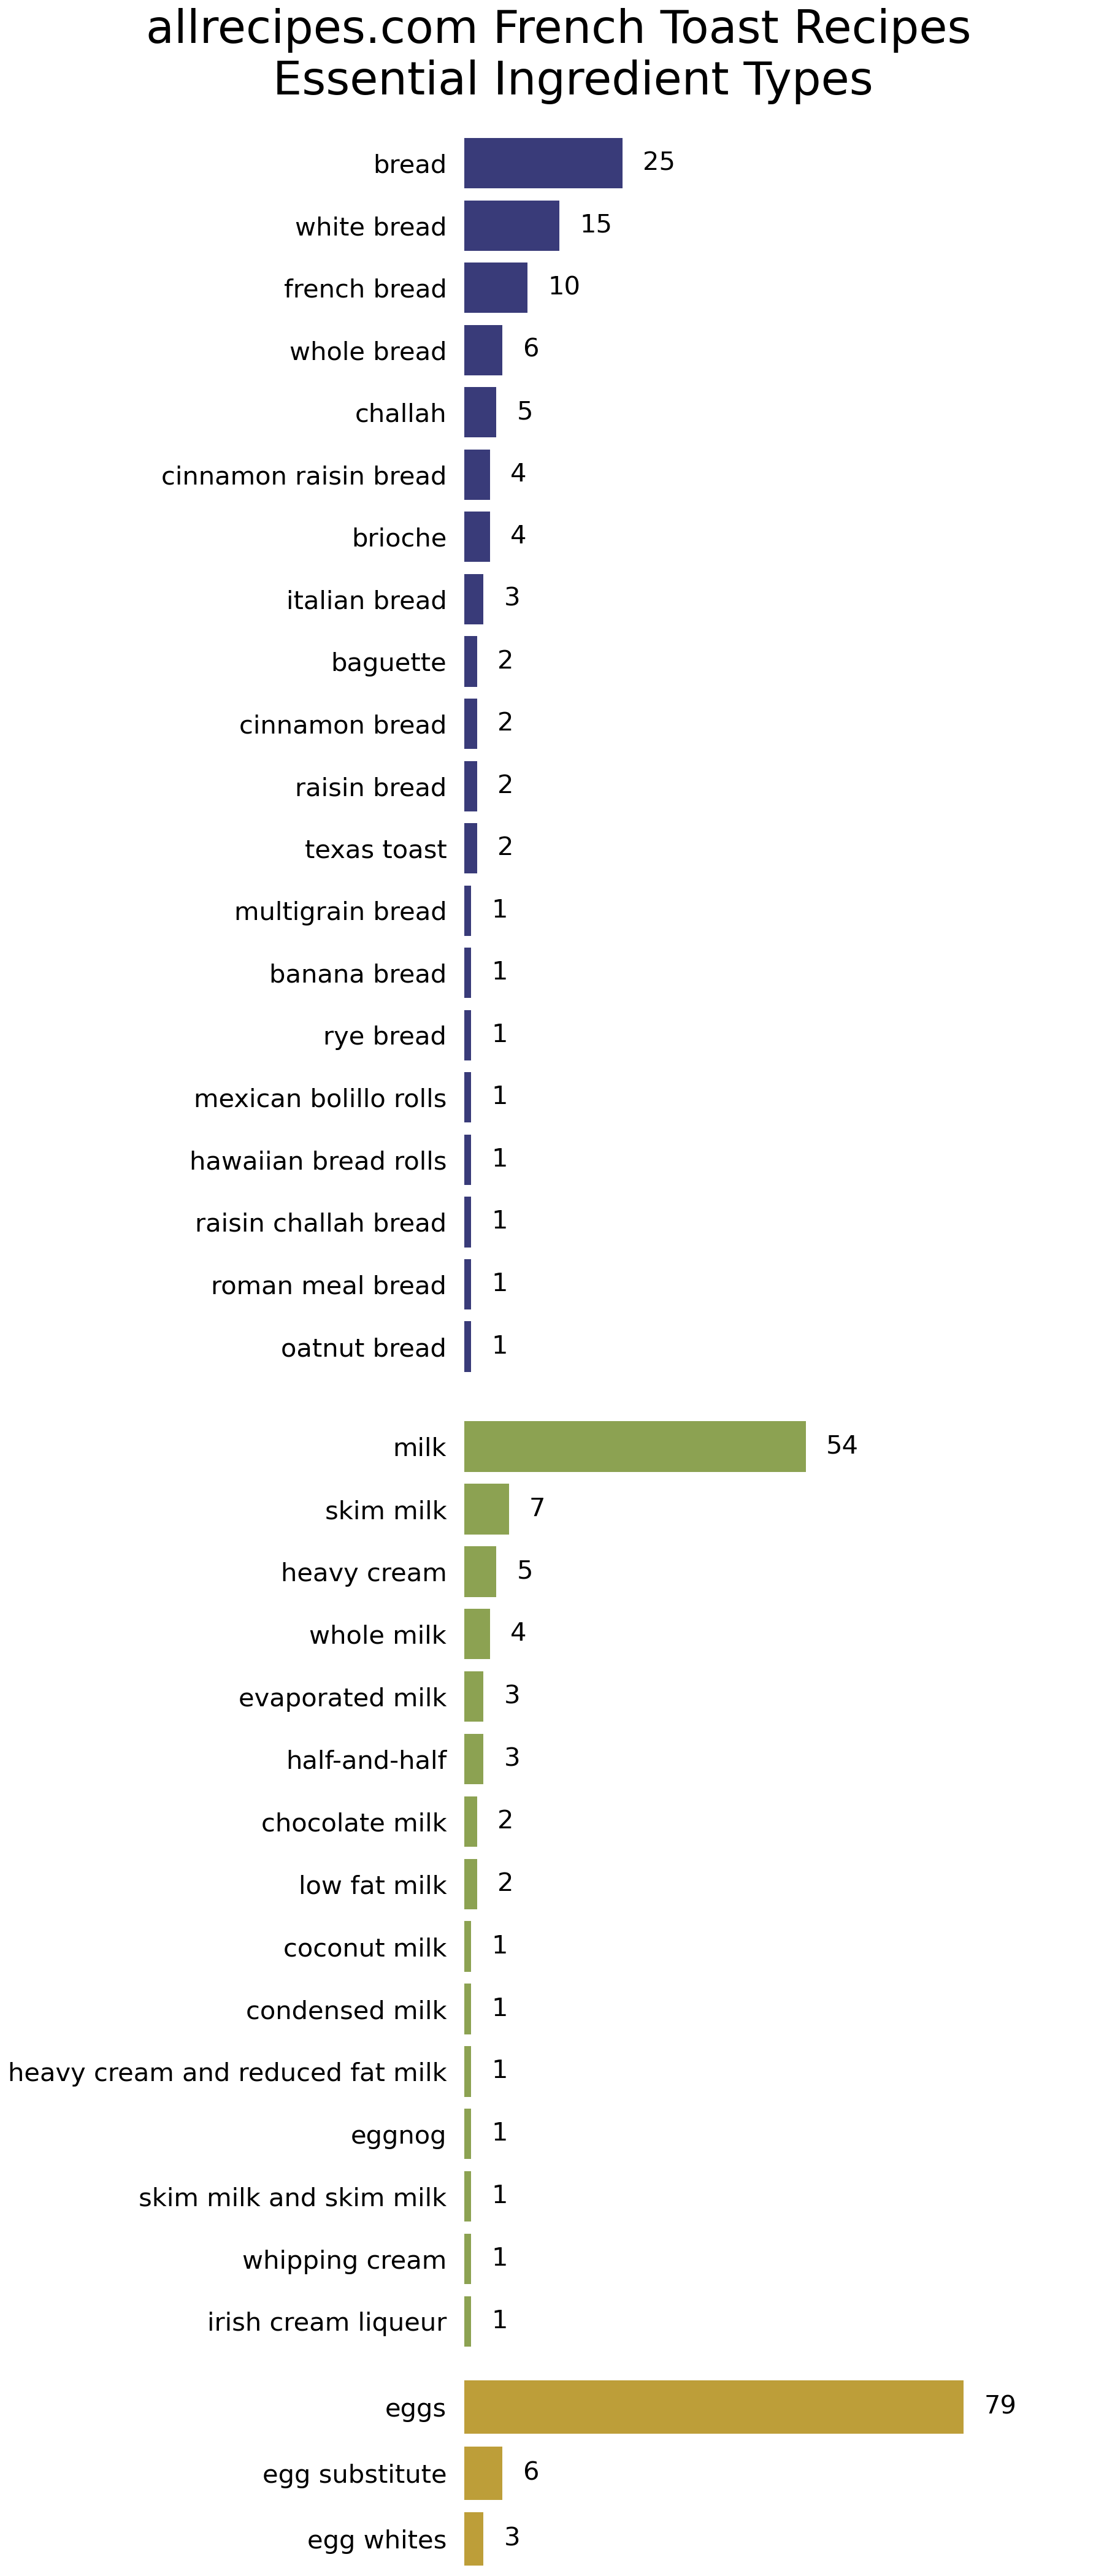 allrecipes.com French Toast Recipes
Essential Ingredient Types
bread 25
white bread 15
french bread 10
whole bread 6
challah 5
cinnamon raisin bread 4
brioche 4
italian bread 3
baguette 2
cinnamon bread 2
raisin bread 2
texas toast 2
multigrain bread 1
banana bread 1
rye bread 1
mexican bolillo rolls 1
hawaiian bread rolls 1
raisin challah bread 1
roman meal bread 1
oatnut bread 1
milk 54
skim milk 7
heavy cream 5
whole milk 4
evaporated milk 3
half-and-half 3
chocolate milk 2
low fat milk 2
coconut milk 1
condensed milk 1
heavy cream and reduced fat milk 1
eggnog 1
skim milk and skim milk 1
whipping cream 1
irish cream liqueur 1
eggs 79
egg substitute 6
egg whites 3